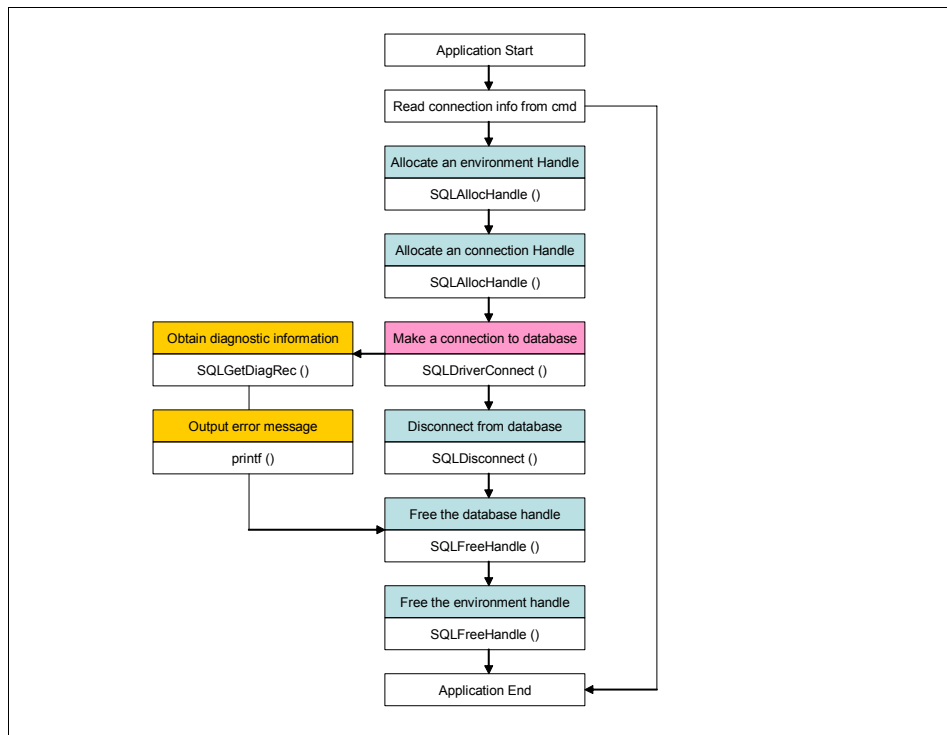 Application Start
Read connection info from cmd
Allocate an environment Handle
SQLAllocHandle ()
Allocate an connection Handle
SQLAllocHandle ()
Obtain diagnostic information
SQLGetDiagRec ()
Make a connection to database
SQLDriverConnect ()
Output error message
printf ()
Disconnect from database
SQLDisconnect ()
Free the database handle
SQLFreeHandle ()
Free the environment handle
SQLFreeHandle ()
Application End